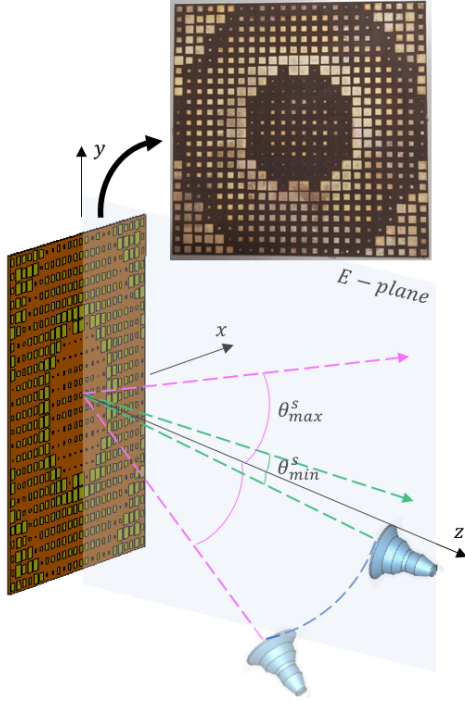 y
E − plane
x
θ^s_max
θ^s_min
z